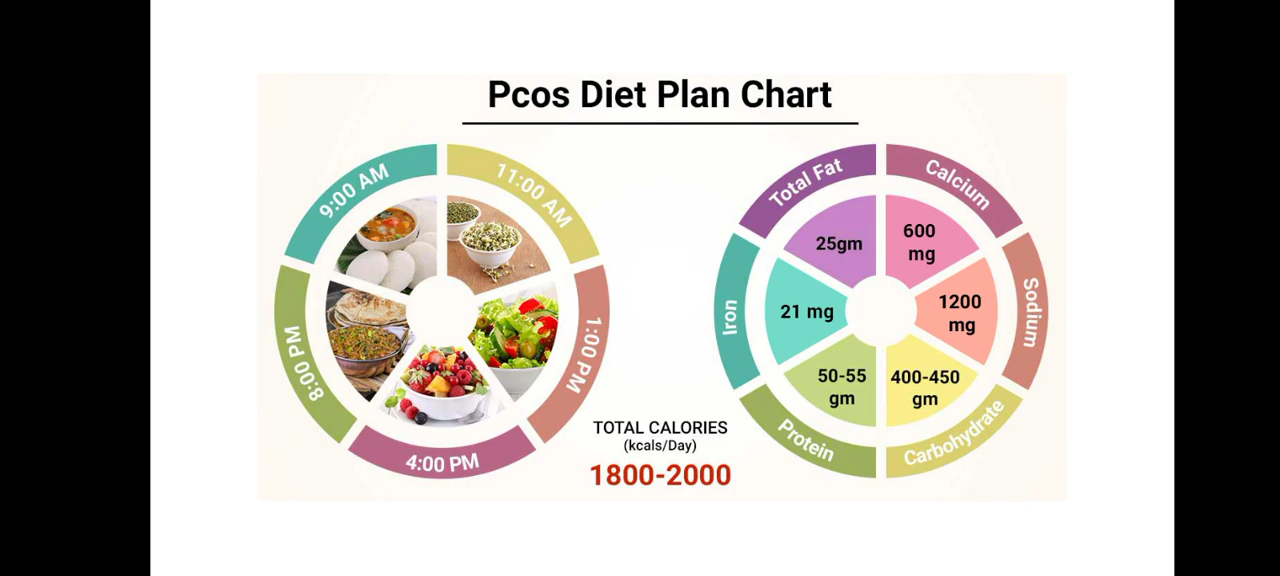 Pcos Diet Plan Chart
9:00 AM
11:00 AM
1:00 PM
4:00 PM
8:00 PM
TOTAL CALORIES
(kcals/Day)
1800-2000
Total Fat
25gm
Calcium
600
mg
Sodium
1200
mg
Carbohydrate
400-450
gm
Protein
50-55
gm
Iron
21 mg